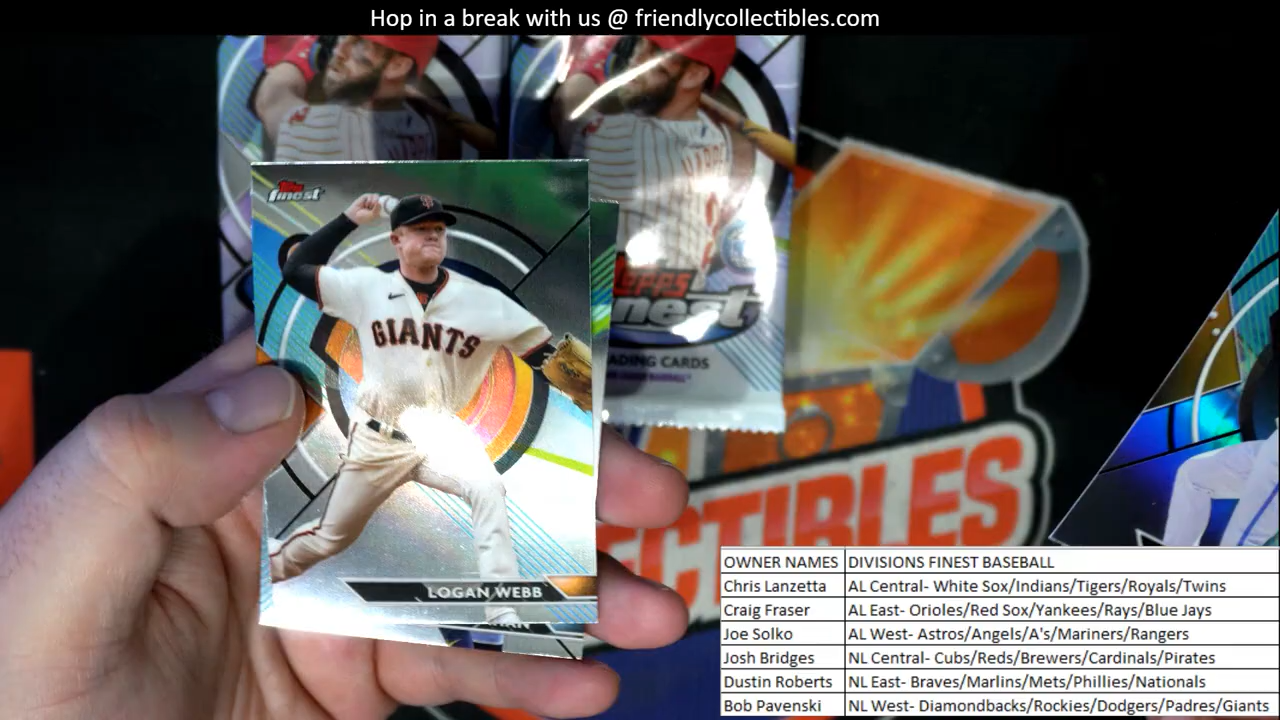 Hop in a break with us @ friendlycollectibles.com
Topps
finest
GIANTS
LOGAN WEBB
TOPPS
finest
ADING CARDS
ECTIBLES
OWNER NAMES DIVISIONS FINEST BASEBALL
Chris Lanzetta AL Central- White Sox/Indians/Tigers/Royals/Twins
Craig Fraser AL East- Orioles/Red Sox/Yankees/Rays/Blue Jays
Joe Solko AL West- Astros/Angels/A's/Mariners/Rangers
Josh Bridges NL Central- Cubs/Reds/Brewers/Cardinals/Pirates
Dustin Roberts NL East- Braves/Marlins/Mets/Phillies/Nationals
Bob Pavenski NL West- Diamondbacks/Rockies/Dodgers/Padres/Giants